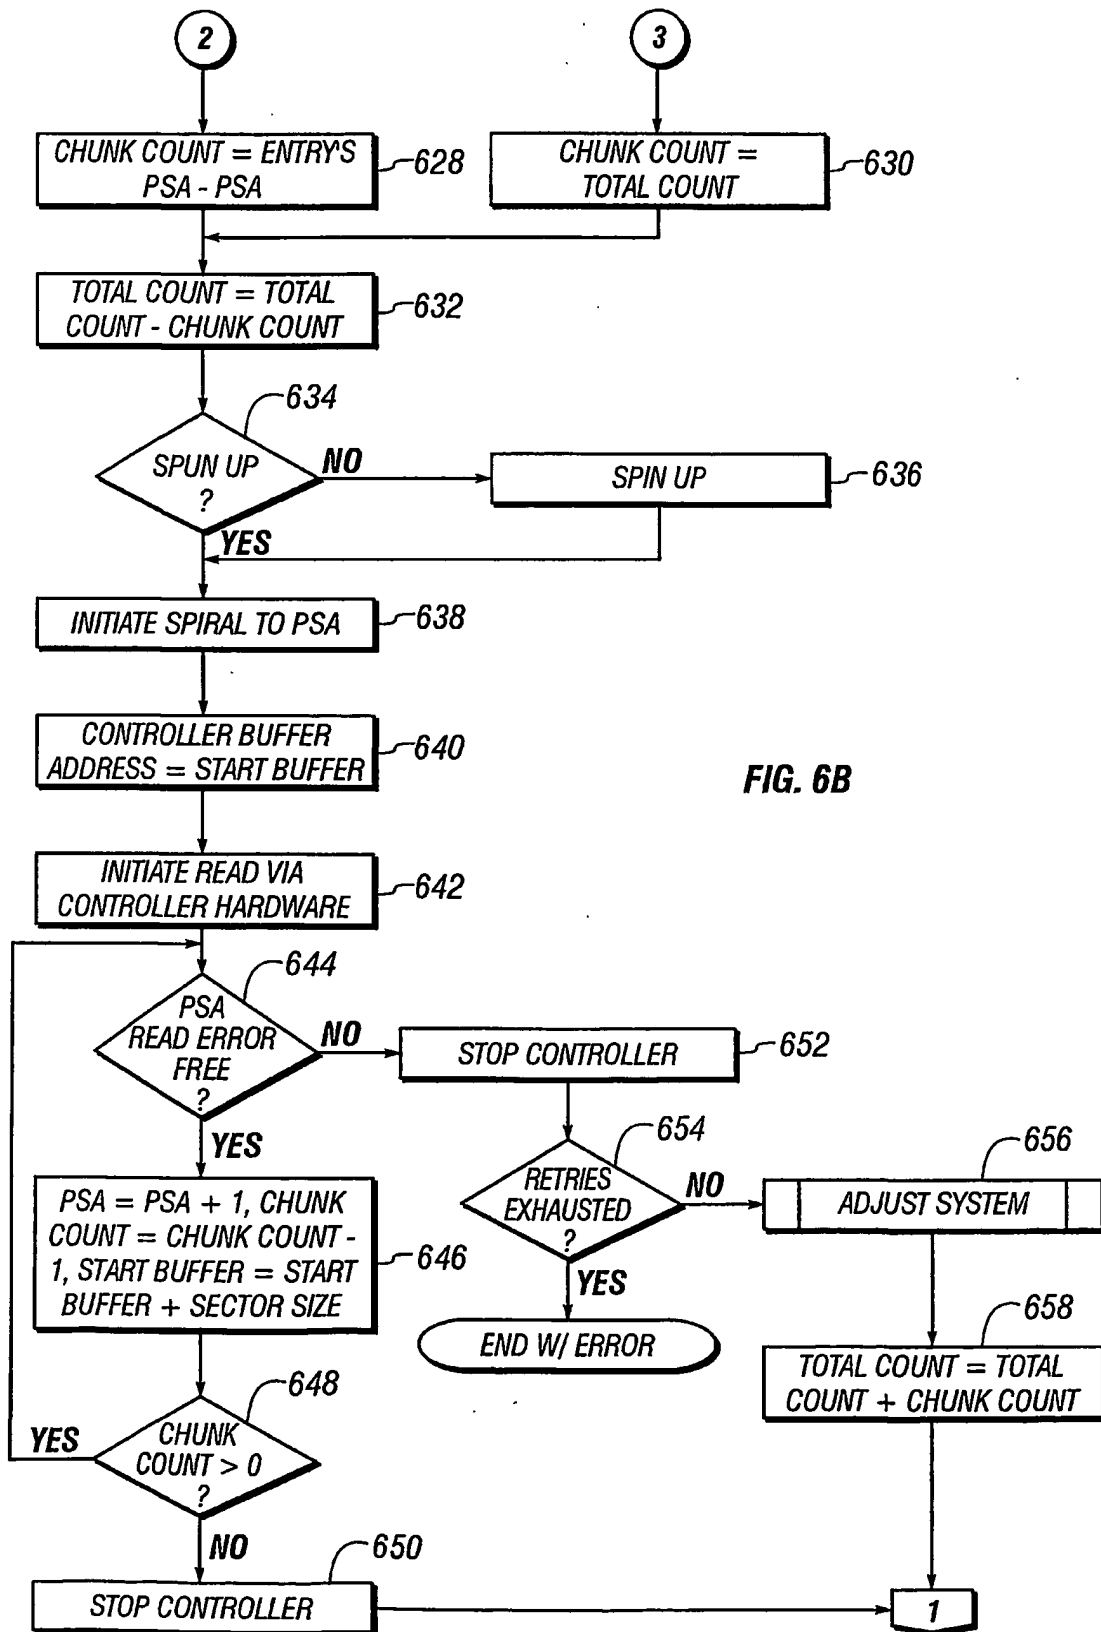 2
3
CHUNK COUNT = ENTRY'S
PSA - PSA
628
CHUNK COUNT =
TOTAL COUNT
630
TOTAL COUNT = TOTAL
COUNT - CHUNK COUNT
632
634
SPUN UP
?
NO
SPIN UP
636
YES
INITIATE SPIRAL TO PSA
638
CONTROLLER BUFFER
ADDRESS = START BUFFER
640
FIG. 6B
INITIATE READ VIA
CONTROLLER HARDWARE
642
644
PSA
READ ERROR
FREE
?
NO
STOP CONTROLLER
652
YES
654
RETRIES
EXHAUSTED
?
NO
656
ADJUST SYSTEM
PSA = PSA + 1, CHUNK
COUNT = CHUNK COUNT -
1, START BUFFER = START
BUFFER + SECTOR SIZE
646
YES
END W/ ERROR
658
TOTAL COUNT = TOTAL
COUNT + CHUNK COUNT
648
CHUNK
COUNT > 0
?
YES
NO
650
STOP CONTROLLER
1